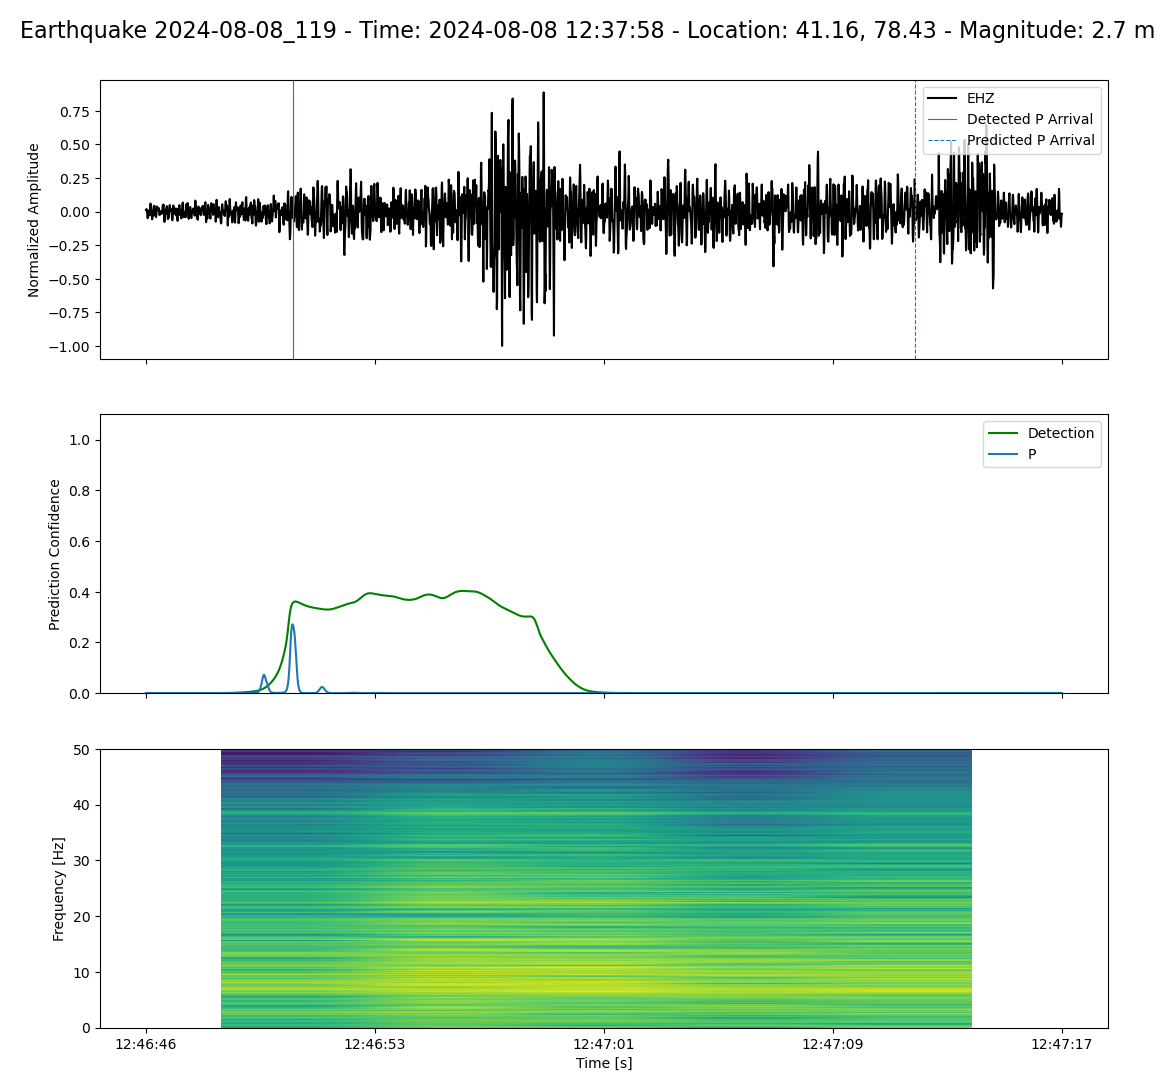 Earthquake 2024-08-08_119 - Time: 2024-08-08 12:37:58 - Location: 41.16, 78.43 - Magnitude: 2.7 m
Normalized Amplitude
0.75
0.50
0.25
0.00
−0.25
−0.50
−0.75
−1.00
EHZ
Detected P Arrival
Predicted P Arrival
Prediction Confidence
1.0
0.8
0.6
0.4
0.2
0.0
Detection
P
Frequency [Hz]
50
40
30
20
10
0
12:46:46 12:46:53 12:47:01 12:47:09 12:47:17
Time [s]